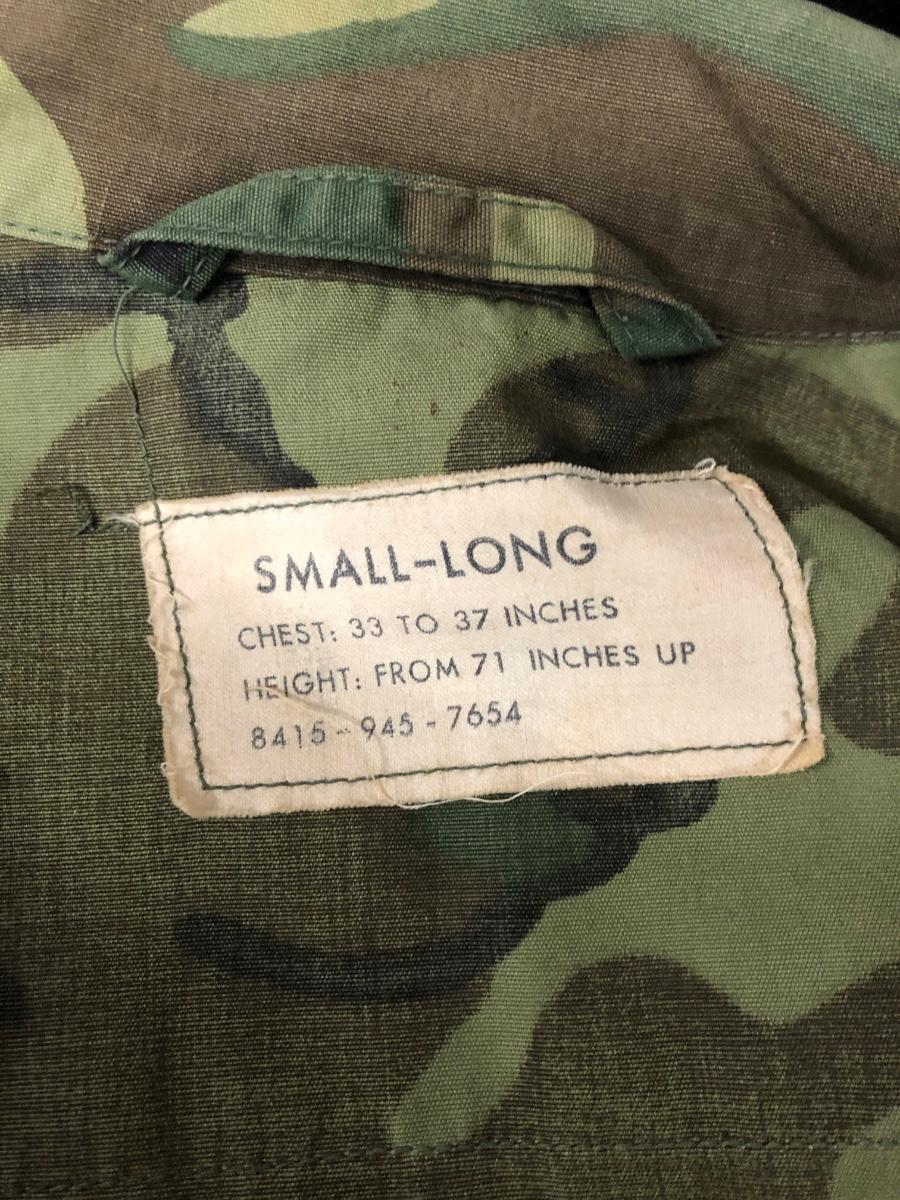 SMALL-LONG
CHEST: 33 TO 37 INCHES
HEIGHT: FROM 71 INCHES UP
8415-945-7654